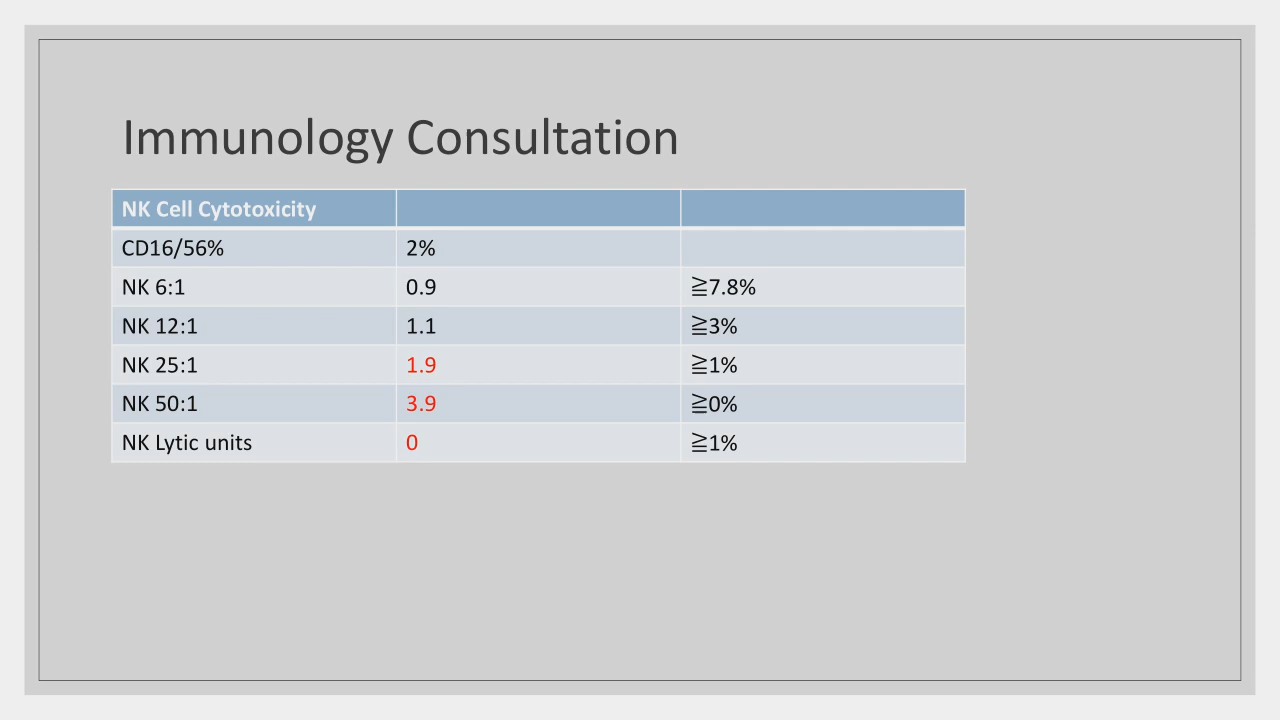 Immunology Consultation
NK Cell Cytotoxicity
CD16/56% 2%
NK 6:1 0.9 ≧7.8%
NK 12:1 1.1 ≧3%
NK 25:1 1.9 ≧1%
NK 50:1 3.9 ≧0%
NK Lytic units 0 ≧1%